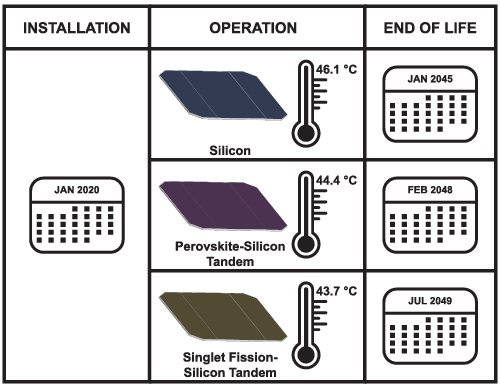 INSTALLATION
OPERATION
END OF LIFE
JAN 2020
46.1 °C
Silicon
JAN 2045
44.4 °C
Perovskite-Silicon
Tandem
FEB 2048
43.7 °C
Singlet Fission-
Silicon Tandem
JUL 2049